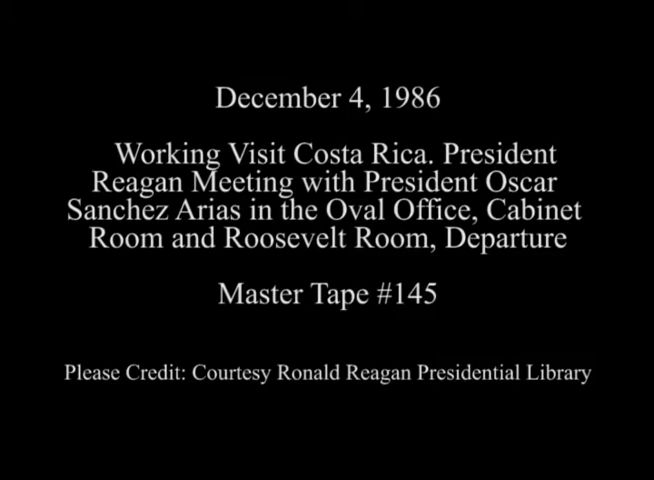 December 4, 1986
Working Visit Costa Rica. President
Reagan Meeting with President Oscar
Sanchez Arias in the Oval Office, Cabinet
Room and Roosevelt Room, Departure
Master Tape #145
Please Credit: Courtesy Ronald Reagan Presidential Library